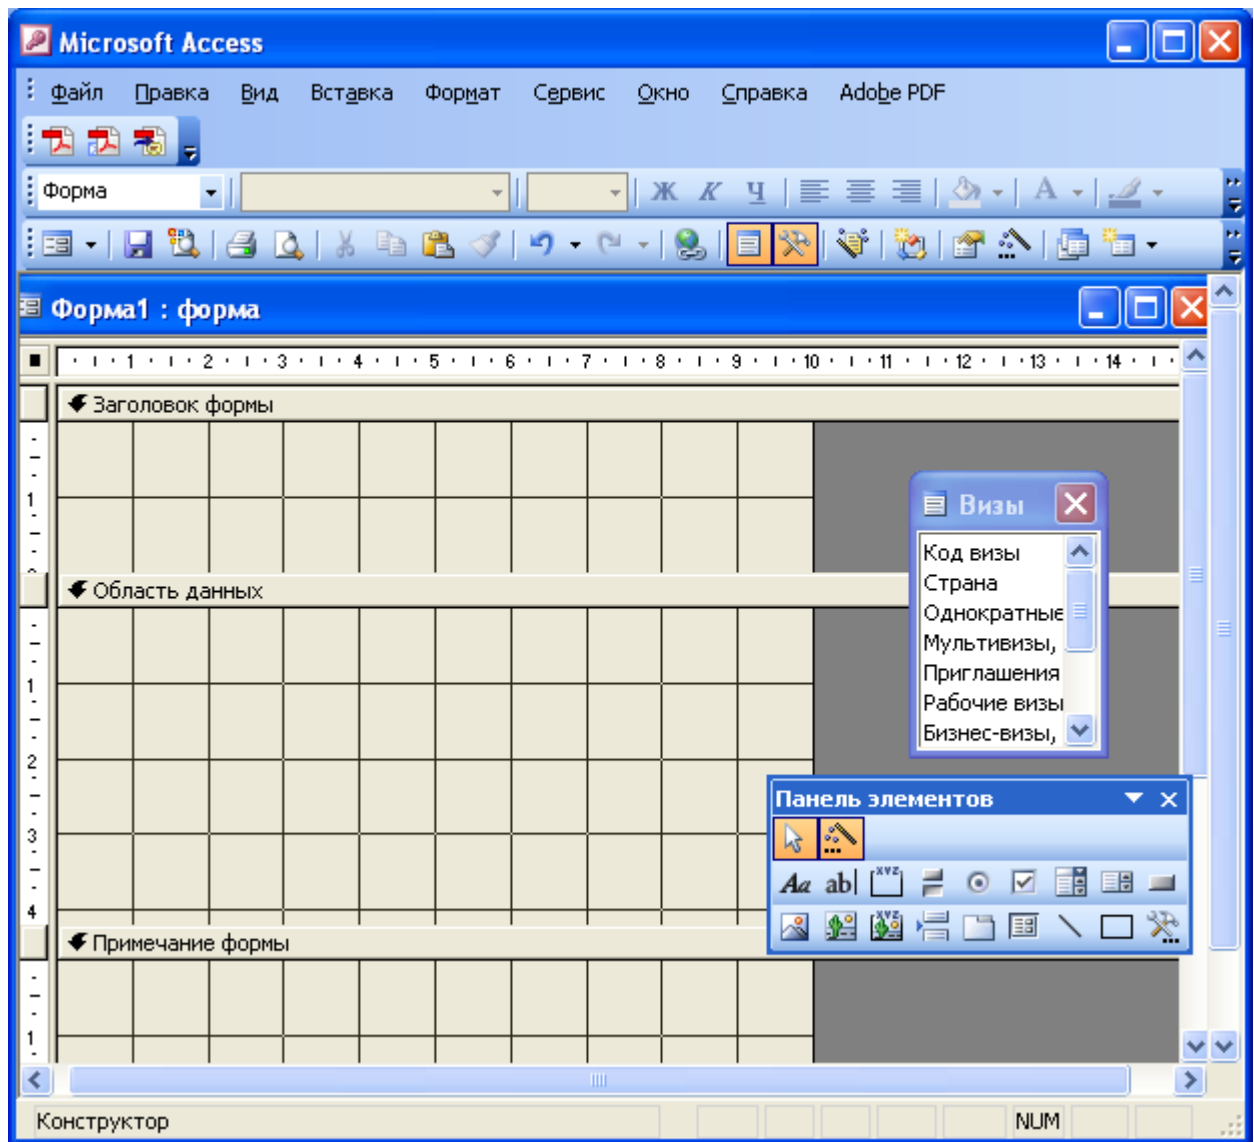 Microsoft Access
Файл Правка Вид Вставка Формат Сервис Окно Справка Adobe PDF
Форма Ж К Ч A
Форма1 : форма
1 2 3 4 5 6 7 8 9 10 11 12 13 14
Заголовок формы
1
Область данных
1
2
3
4
Примечание формы
1
Визы
Код визы
Страна
Однократные
Мультивизы,
Приглашения
Рабочие визы
Бизнес-визы,
Панель элементов
Aa ab| XYZ
XYZ
Конструктор NUM